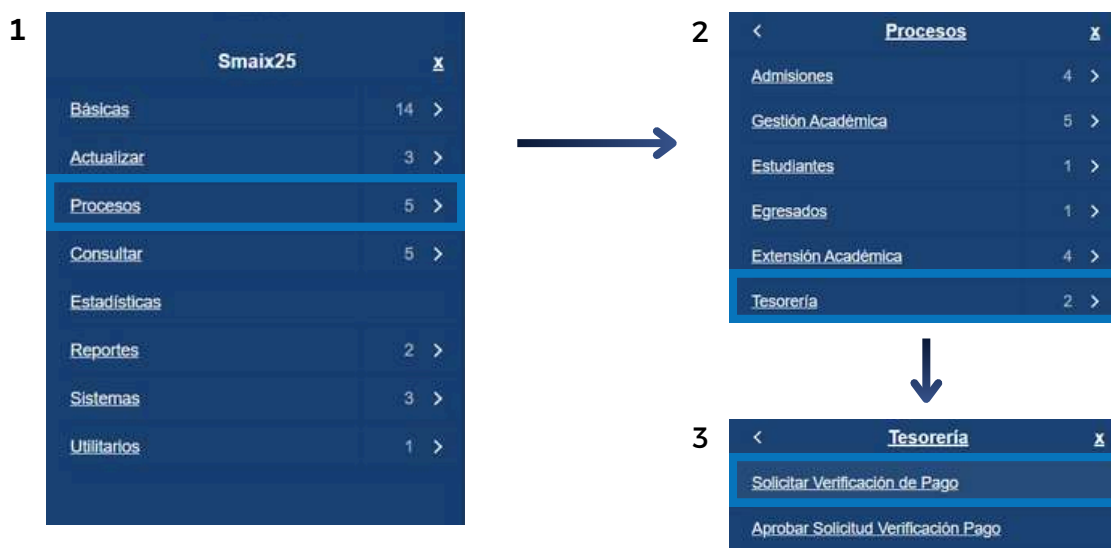 1
Smaix25 x
Básicas 14 >
Actualizar 3 >
Procesos 5 >
Consultar 5 >
Estadísticas
Reportes 2 >
Sistemas 3 >
Utilitarios 1 >
2
< Procesos x
Admisiones 4 >
Gestión Académica 5 >
Estudiantes 1 >
Egresados 1 >
Extensión Académica 4 >
Tesorería 2 >
3
< Tesorería x
Solicitar Verificación de Pago
Aprobar Solicitud Verificación Pago